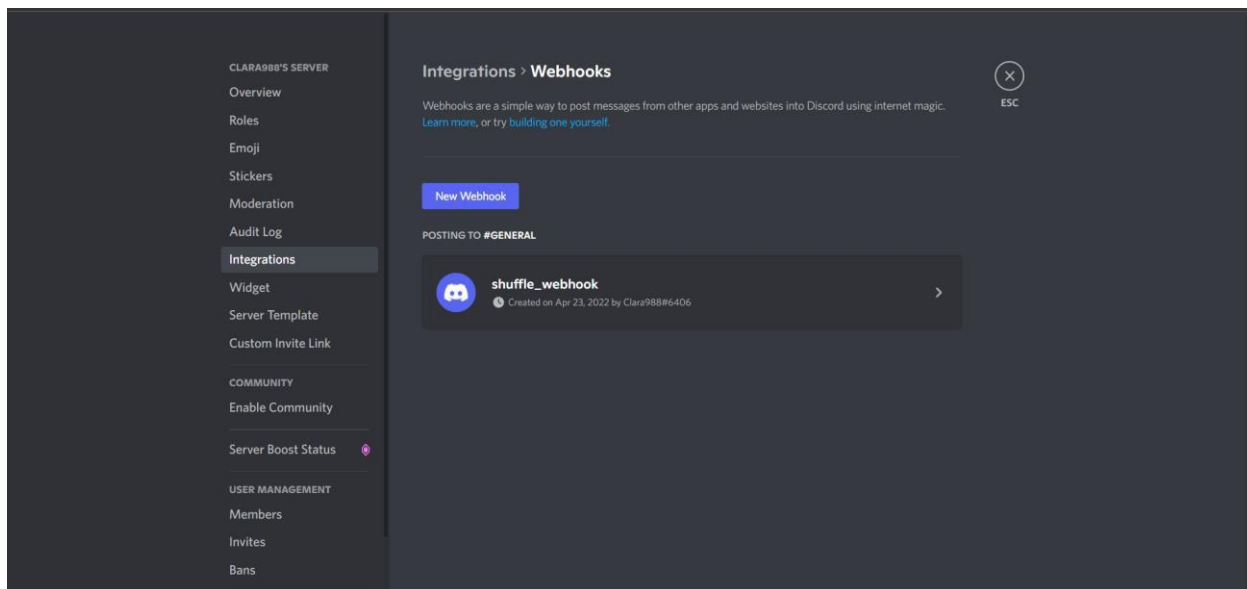 CLARA988'S SERVER
Overview
Roles
Emoji
Stickers
Moderation
Audit Log
Integrations
Widget
Server Template
Custom Invite Link
COMMUNITY
Enable Community
Server Boost Status
USER MANAGEMENT
Members
Invites
Bans
Integrations > Webhooks
Webhooks are a simple way to post messages from other apps and websites into Discord using internet magic.
Learn more, or try building one yourself.
New Webhook
POSTING TO #GENERAL
shuffle_webhook
Created on Apr 23, 2022 by Clara988#6406
ESC